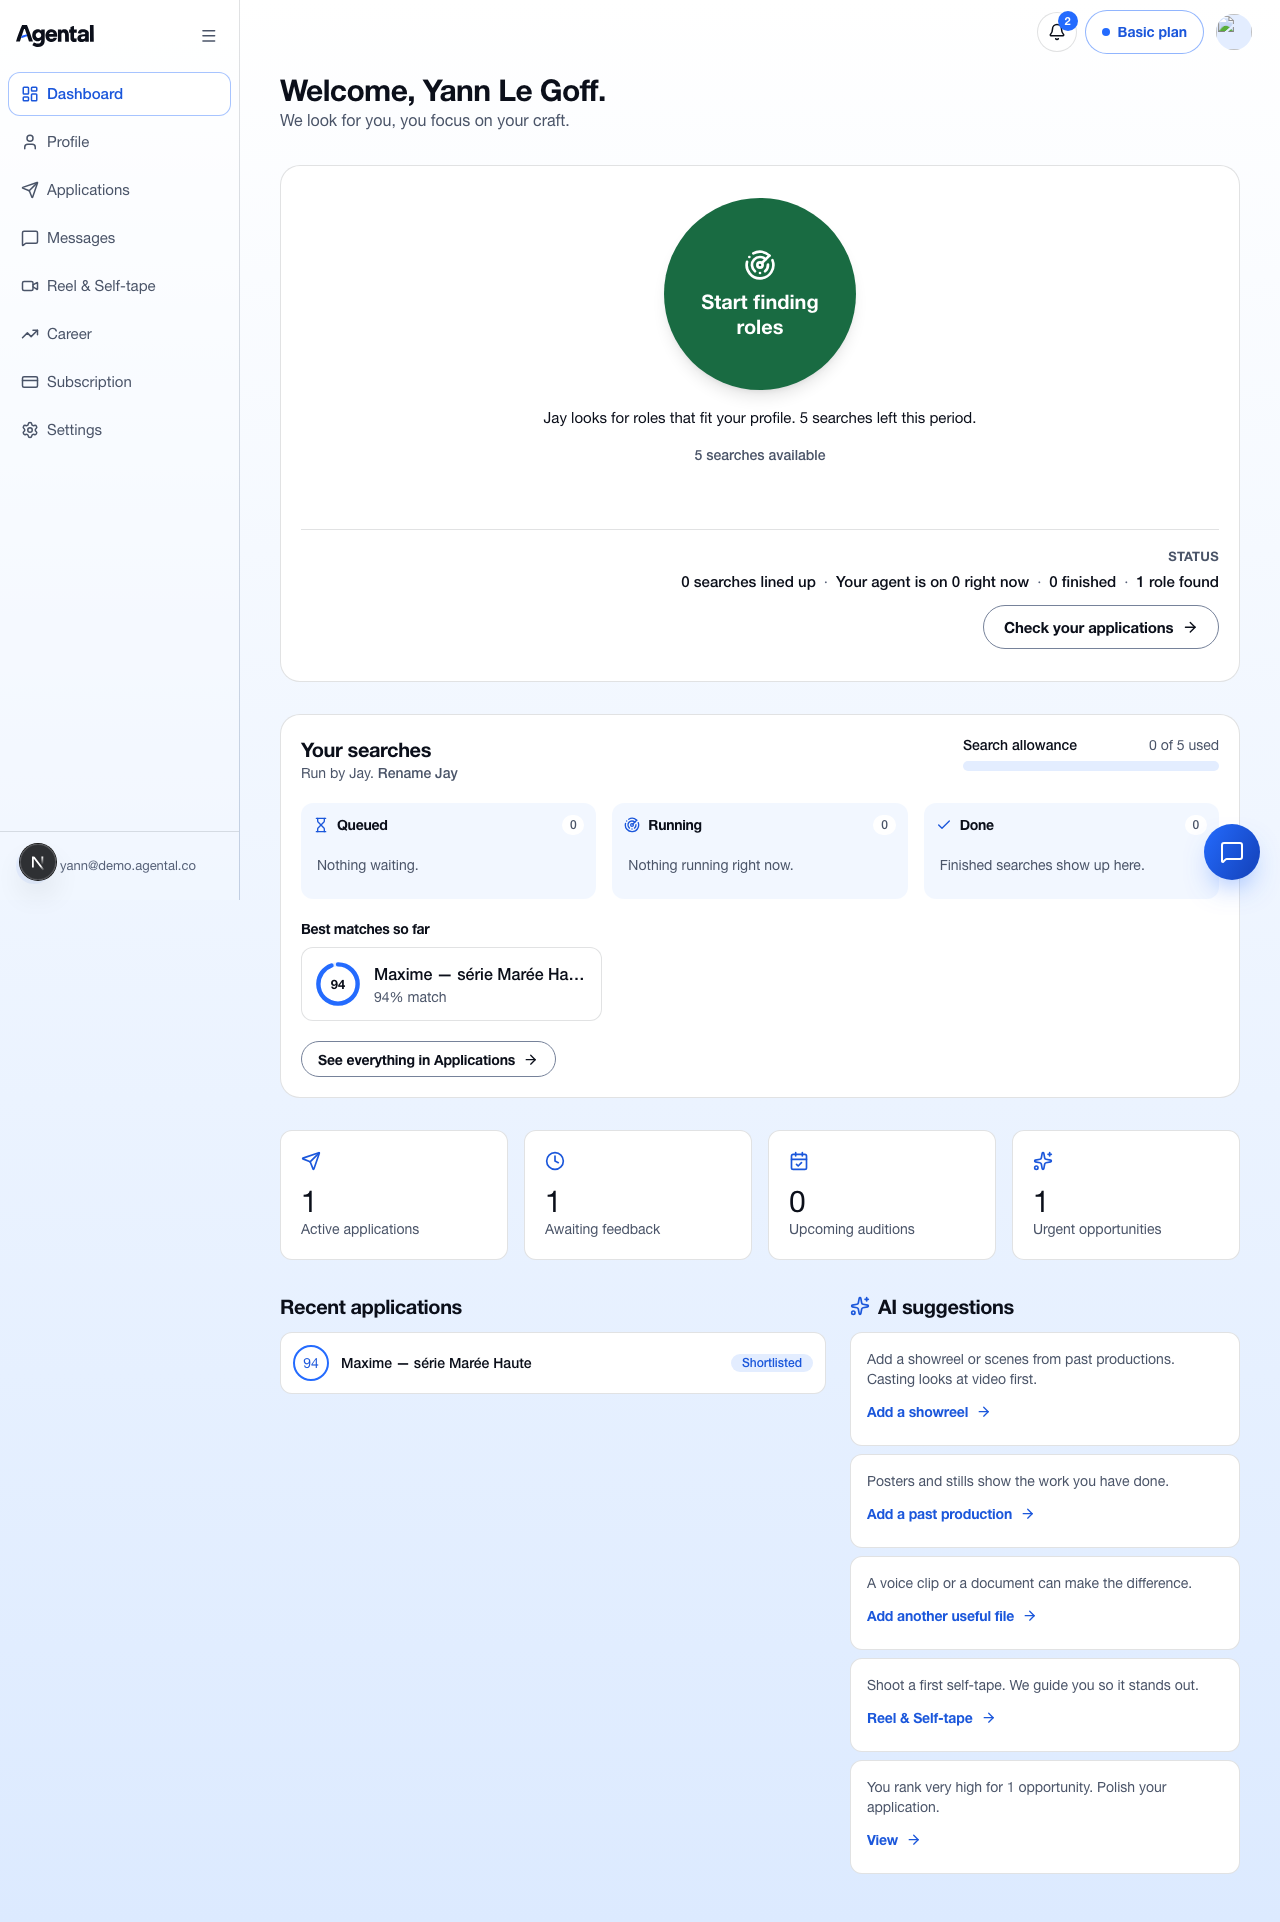 Agental
Dashboard
Profile
Applications
Messages
Reel & Self-tape
Career
Subscription
Settings
N
yann@demo.agental.co
2
Basic plan
Welcome, Yann Le Goff.
We look for you, you focus on your craft.
Start finding
roles
Jay looks for roles that fit your profile. 5 searches left this period.
5 searches available
STATUS
0 searches lined up · Your agent is on 0 right now · 0 finished · 1 role found
Check your applications
Your searches
Run by Jay. Rename Jay
Search allowance 0 of 5 used
Queued 0
Nothing waiting.
Running 0
Nothing running right now.
Done 0
Finished searches show up here.
Best matches so far
94
Maxime — série Marée Ha...
94% match
See everything in Applications
1
Active applications
1
Awaiting feedback
0
Upcoming auditions
1
Urgent opportunities
Recent applications
94 Maxime — série Marée Haute Shortlisted
AI suggestions
Add a showreel or scenes from past productions.
Casting looks at video first.
Add a showreel
Posters and stills show the work you have done.
Add a past production
A voice clip or a document can make the difference.
Add another useful file
Shoot a first self-tape. We guide you so it stands out.
Reel & Self-tape
You rank very high for 1 opportunity. Polish your
application.
View